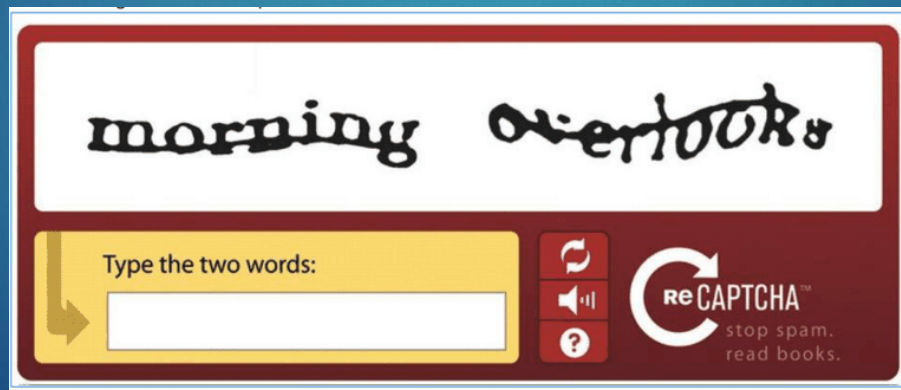 morning overlooks
Type the two words:
ReCAPTCHA™
stop spam.
read books.